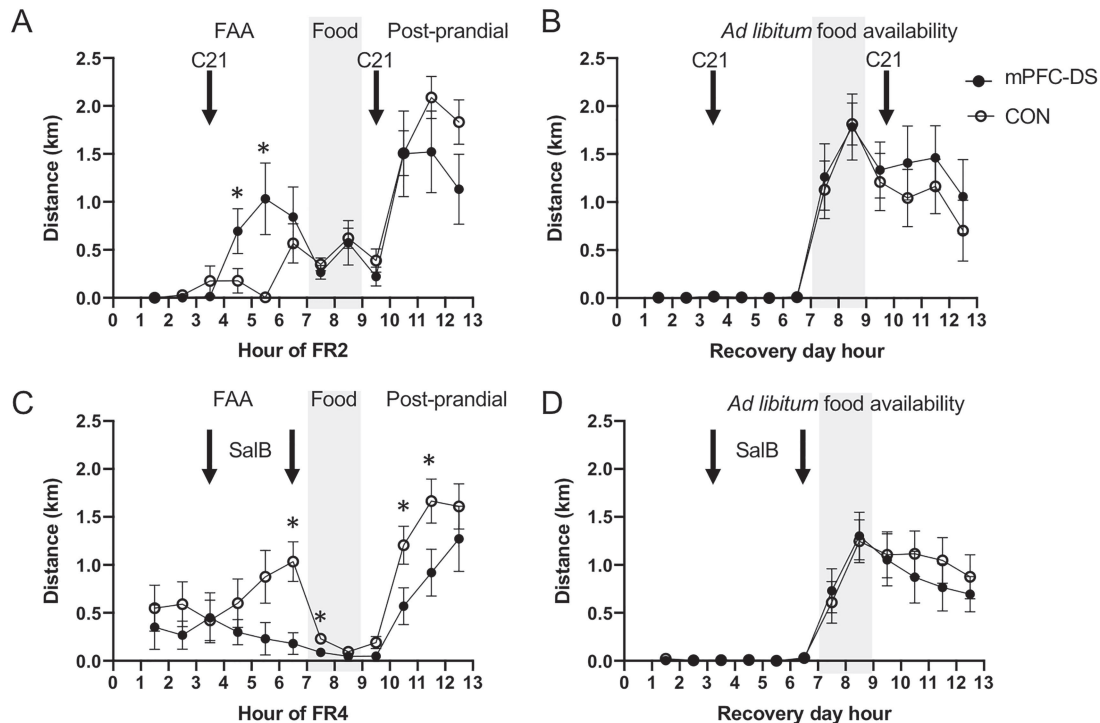 A
FAA
Food
Post-prandial
C21
C21
2.5
2.0
1.5
1.0
0.5
0.0
Distance (km)
*
*
0 1 2 3 4 5 6 7 8 9 10 11 12 13
Hour of FR2
B
Ad libitum food availability
C21
C21
mPFC-DS
CON
2.5
2.0
1.5
1.0
0.5
0.0
Distance (km)
0 1 2 3 4 5 6 7 8 9 10 11 12 13
Recovery day hour
C
FAA
Food
Post-prandial
SalB
2.5
2.0
1.5
1.0
0.5
0.0
Distance (km)
*
*
*
*
0 1 2 3 4 5 6 7 8 9 10 11 12 13
Hour of FR4
D
Ad libitum food availability
SalB
2.5
2.0
1.5
1.0
0.5
0.0
Distance (km)
0 1 2 3 4 5 6 7 8 9 10 11 12 13
Recovery day hour